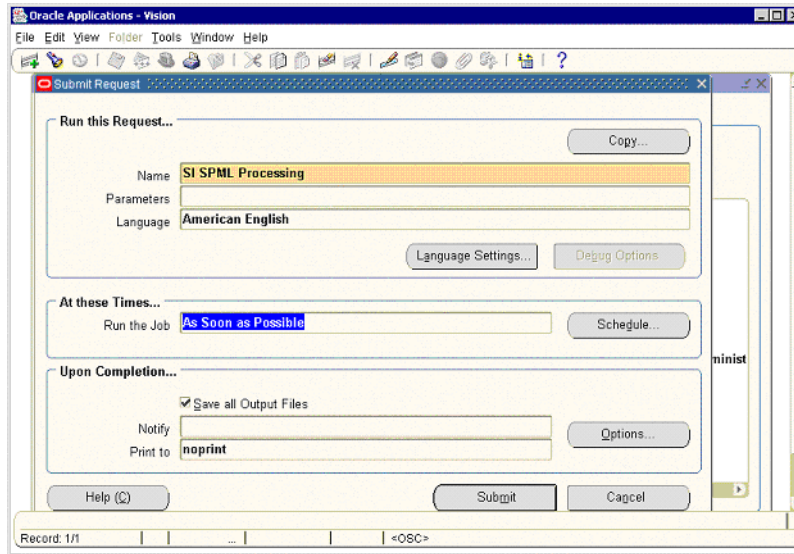 Oracle Applications - Vision
File Edit View Folder Tools Window Help
Submit Request
Run this Request...
Copy...
Name SI SPML Processing
Parameters
Language American English
Language Settings... Debug Options
At these Times...
Run the Job As Soon as Possible Schedule...
minist
Upon Completion...
Save all Output Files
Notify
Options...
Print to noprint
Help (C) Submit Cancel
Record: 1/1 ... <OSC>